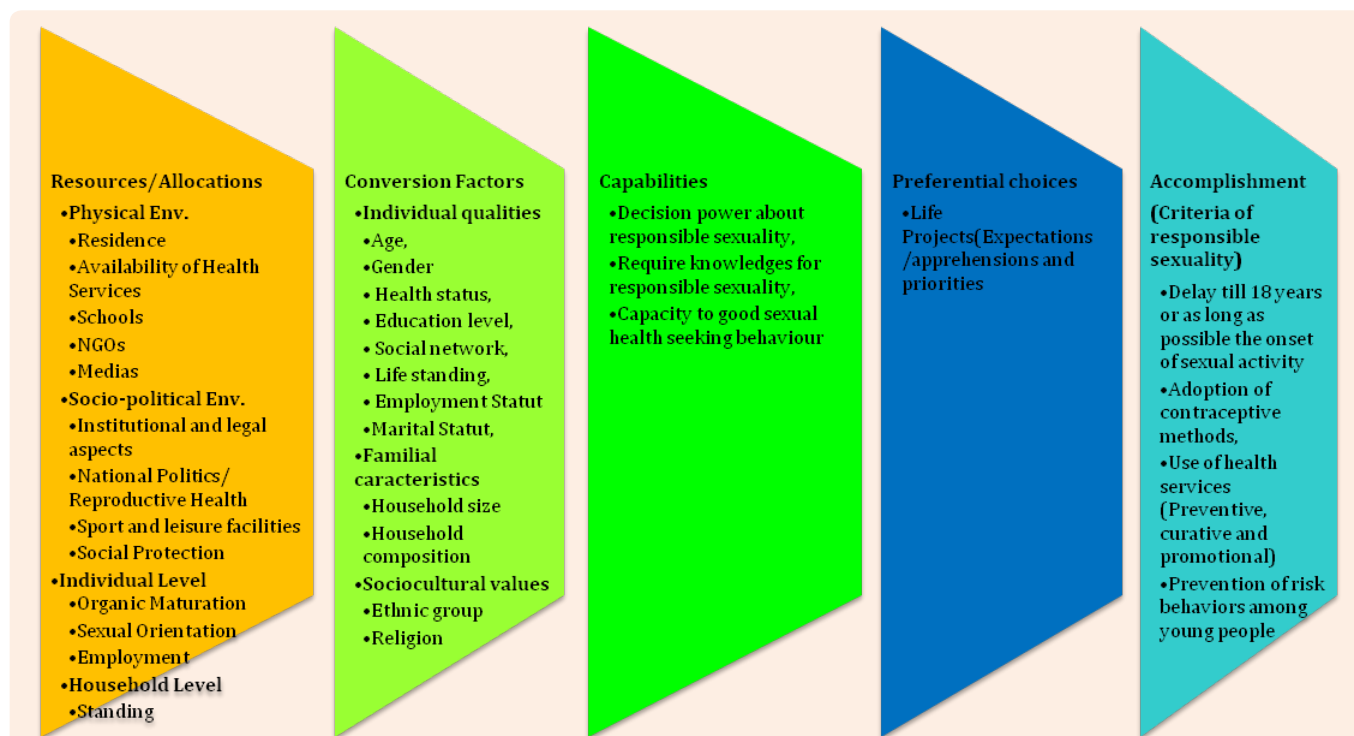 Resources/Allocations
•Physical Env.
•Residence
•Availability of Health
Services
•Schools
•NGOs
•Medias
•Socio-political Env.
•Institutional and legal
aspects
•National Politics/
Reproductive Health
•Sport and leisure facilities
•Social Protection
•Individual Level
•Organic Maturation
•Sexual Orientation
•Employment
•Household Level
•Standing
Conversion Factors
•Individual qualities
•Age,
•Gender
• Health status,
• Education level,
• Social network,
• Life standing,
• Employment Statut
•Marital Statut,
•Familial
caracteristics
•Household size
•Household
composition
•Sociocultural values
•Ethnic group
•Religion
Capabilities
•Decision power about
responsible sexuality,
•Require knowledges for
responsible sexuality,
•Capacity to good sexual
health seeking behaviour
Preferential choices
•Life
Projects(Expectations
/apprehensions and
priorities
Accomplishment
(Criteria of
responsible
sexuality)
•Delay till 18 years
or as long as
possible the onset
of sexual activity
•Adoption of
contraceptive
methods,
•Use of health
services
(Preventive,
curative and
promotional)
•Prevention of risk
behaviors among
young people